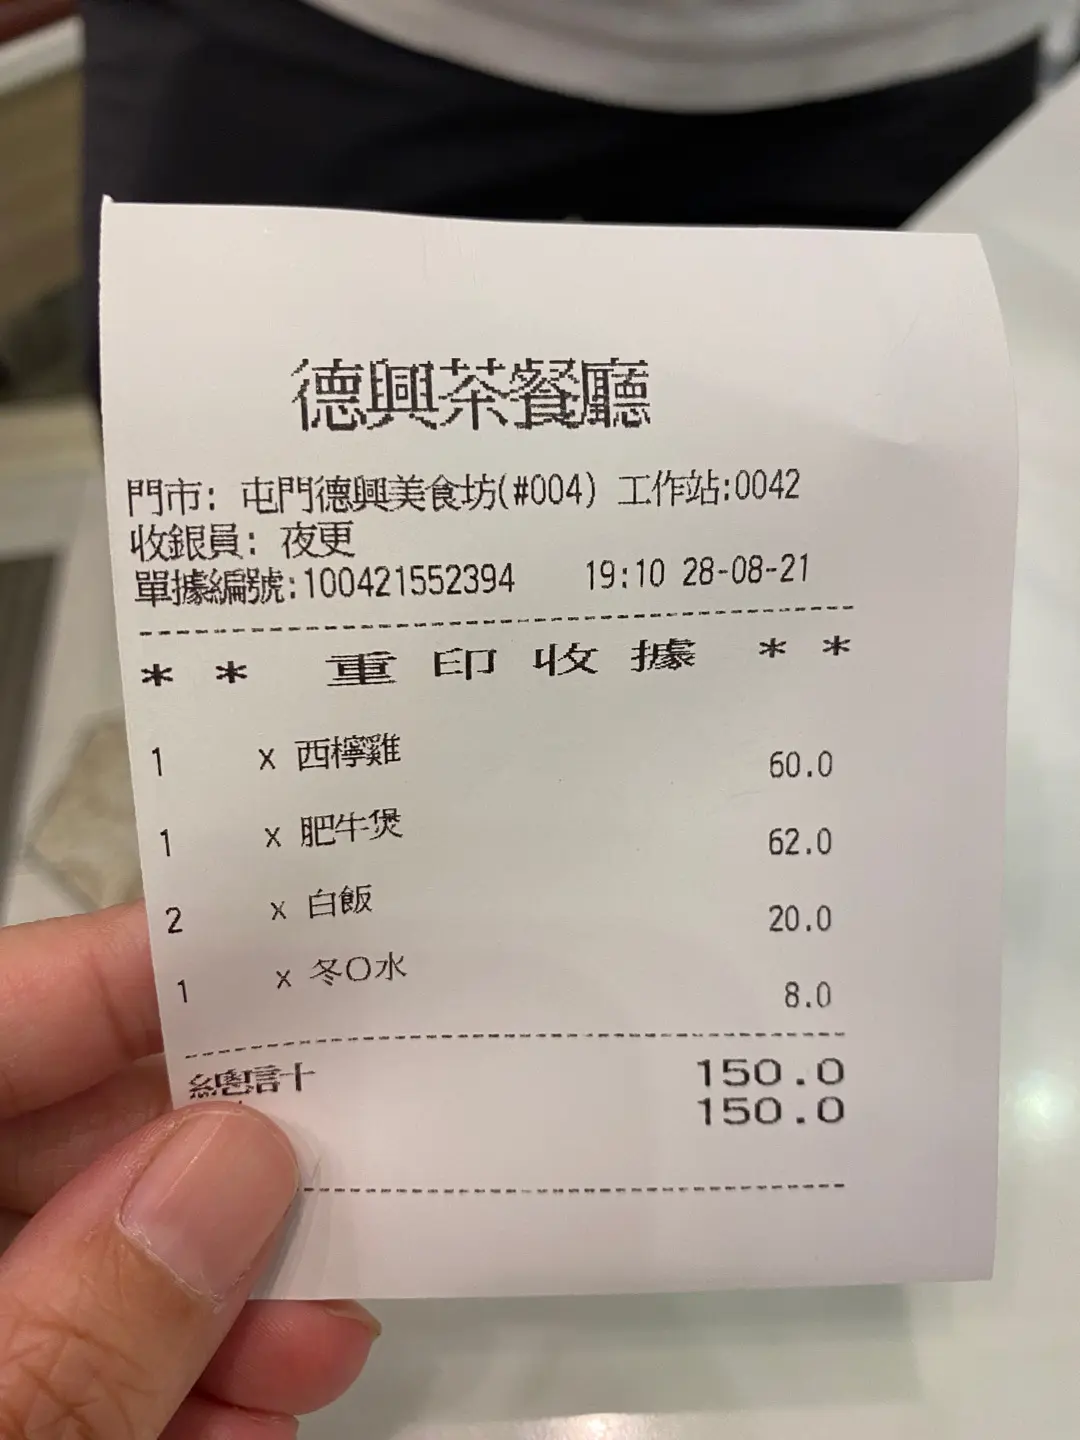 德興茶餐廳
門市: 屯門德興美食坊(#004) 工作站:0042
收銀員: 夜更
單據編號:100421552394 19:10 28-08-21
* * 重印收據 * *
1 x 西檸雞 60.0
1 x 肥牛煲 62.0
2 x 白飯 20.0
1 x 冬〇水 8.0
總計 150.0
150.0